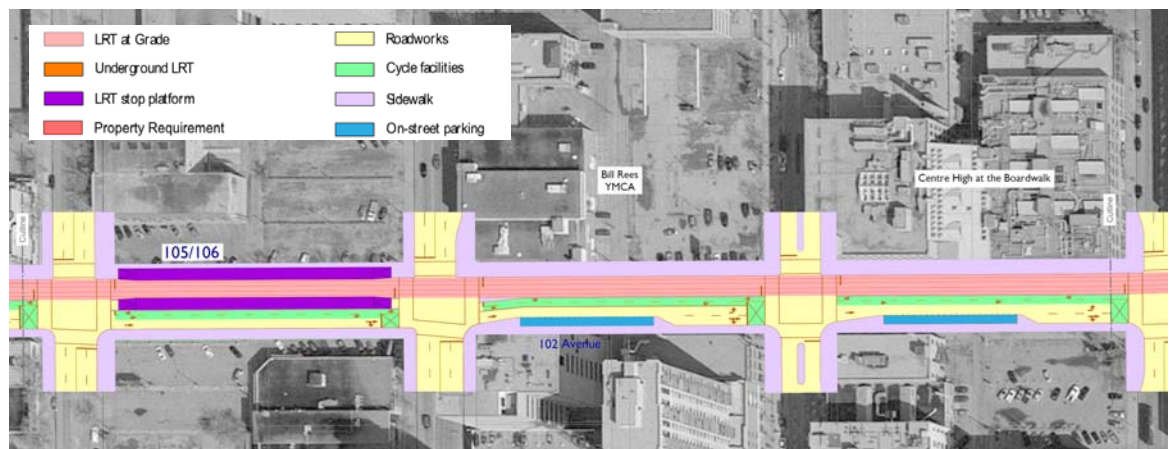 LRT at Grade
Underground LRT
LRT stop platform
Property Requirement
Roadworks
Cycle facilities
Sidewalk
On-street parking
Bill Rees
YMCA
Centre High at the Boardwalk
Cutline
Cutline
105/106
102 Avenue